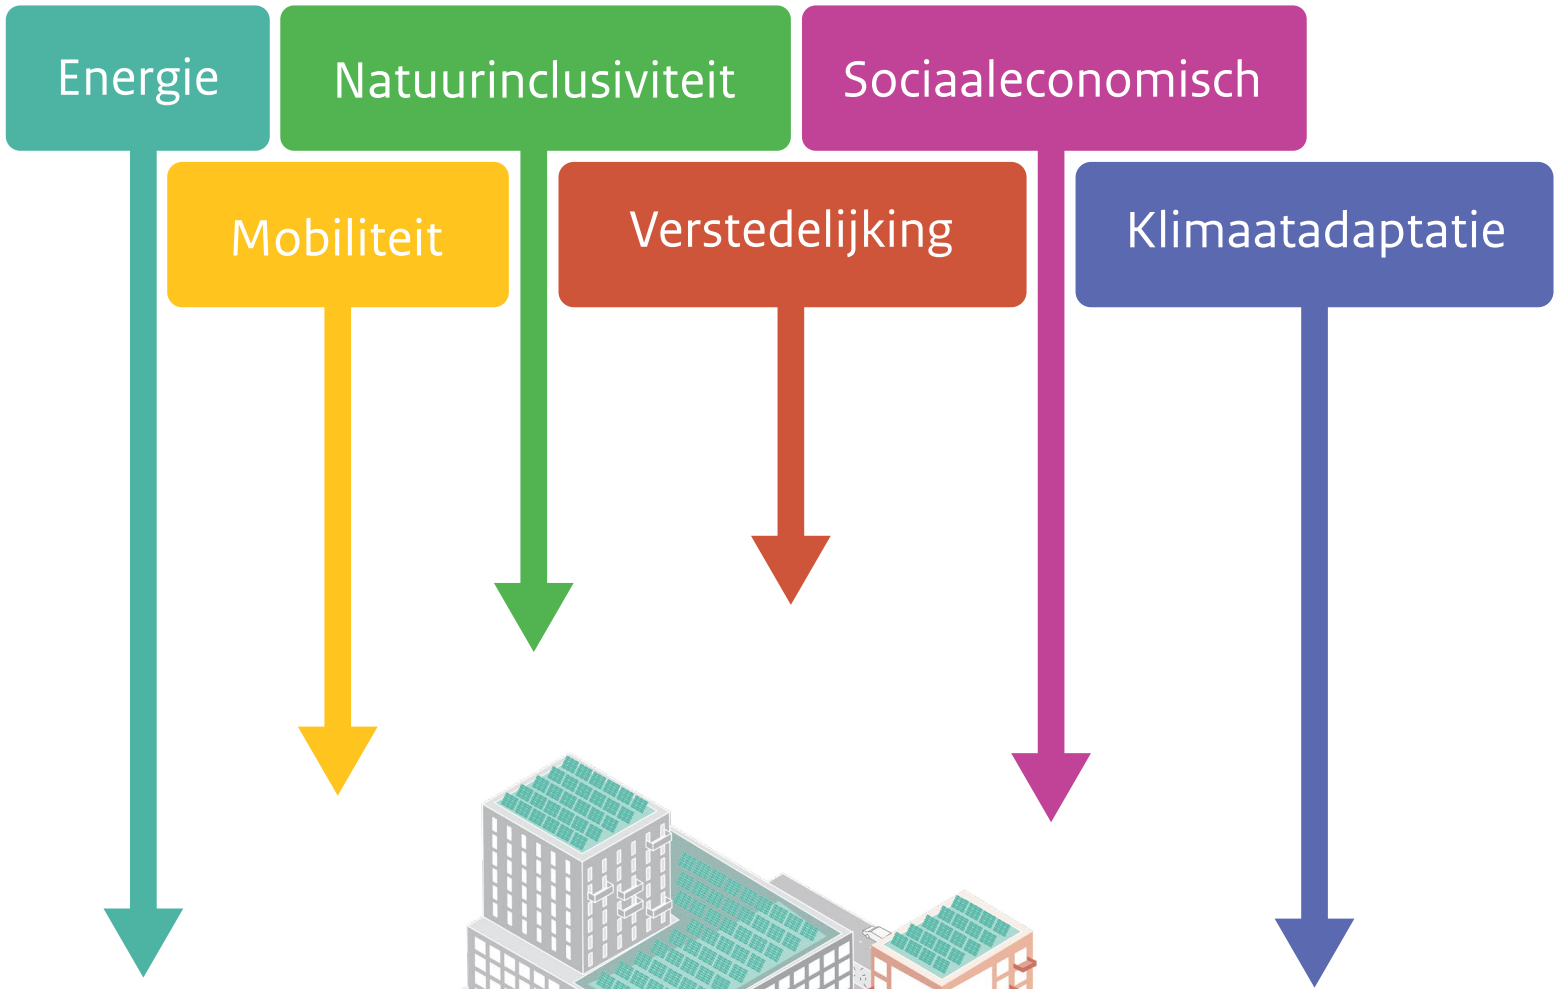 Energie
Natuurinclusiviteit
Sociaaleconomisch
Mobiliteit
Verstedelijking
Klimaatadaptatie